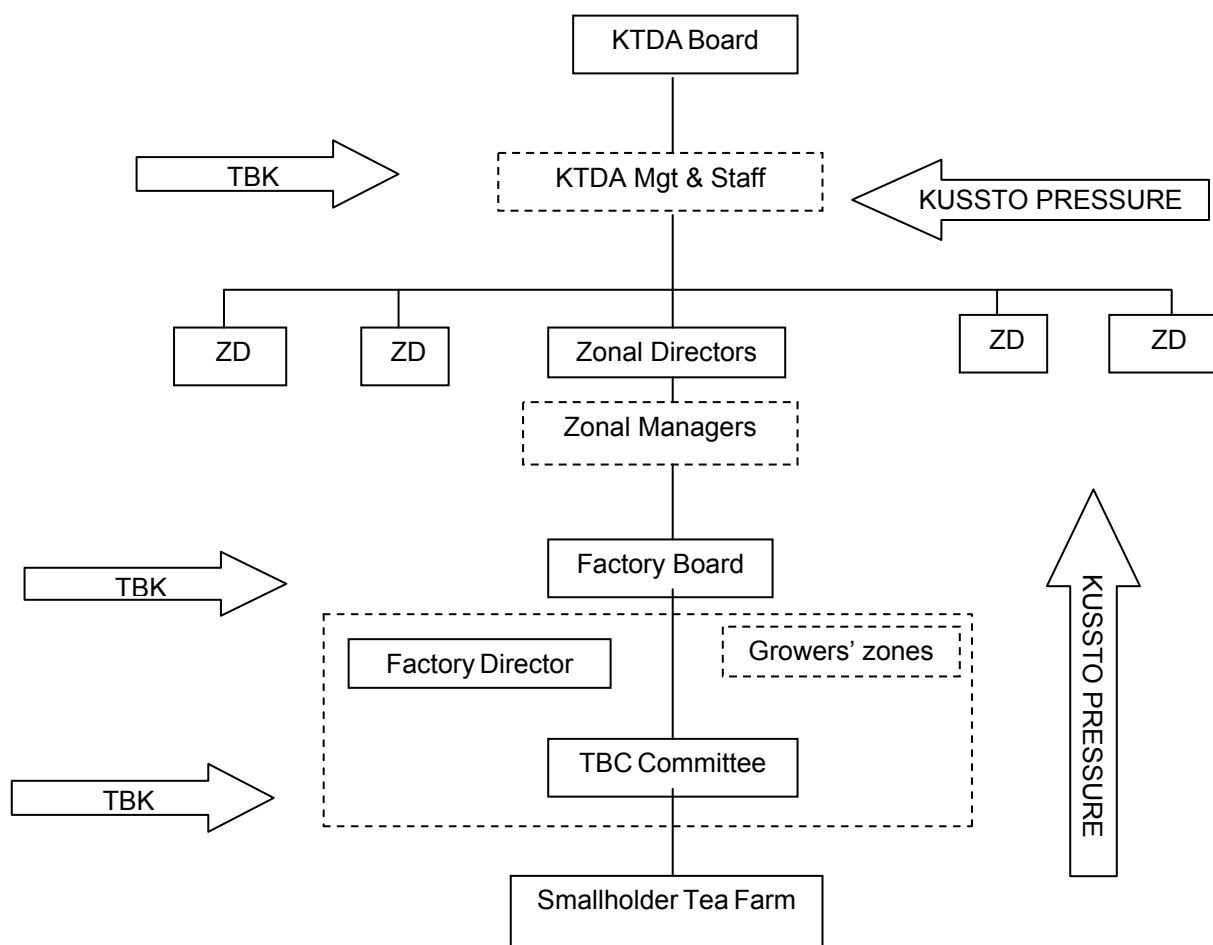 KTDA Board
TBK
KTDA Mgt & Staff
KUSSTO PRESSURE
ZD
ZD
Zonal Directors
ZD
ZD
Zonal Managers
Factory Board
TBK
Growers’ zones
Factory Director
KUSSTO PRESSURE
TBC Committee
TBK
Smallholder Tea Farm